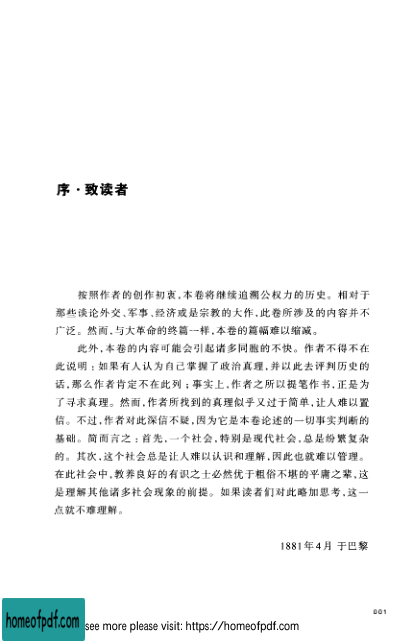 序·致读者
按照作者的创作初衷,本卷将继续追溯公权力的历史。相对于
那些谈论外交、军事、经济或是宗教的大作,此卷所涉及的内容并不
广泛。然而,与大革命的终篇一样,本卷的篇幅难以缩减。
此外,本卷的内容可能会引起诸多同胞的不快。作者不得不在
此说明:如果有人认为自己掌握了政治真理,并以此去评判历史的
话,那么作者肯定不在此列;事实上,作者之所以提笔作书,正是为
了寻求真理。然而,作者所找到的真理似乎又过于简单,让人难以置
信。不过,作者对此深信不疑,因为它是本卷论述的一切事实判断的
基础。简而言之:首先,一个社会,特别是现代社会,总是纷繁复杂
的。其次,这个社会总是让人难以认识和理解,因此也就难以管理。
在此社会中,教养良好的有识之士必然优于粗俗不堪的平庸之辈,这
是理解其他诸多社会现象的前提。如果读者们对此略加思考,这一
点就不难理解。
1881年4月 于巴黎
001
homeofpdf.com
see more please visit: https://homeofpdf.com